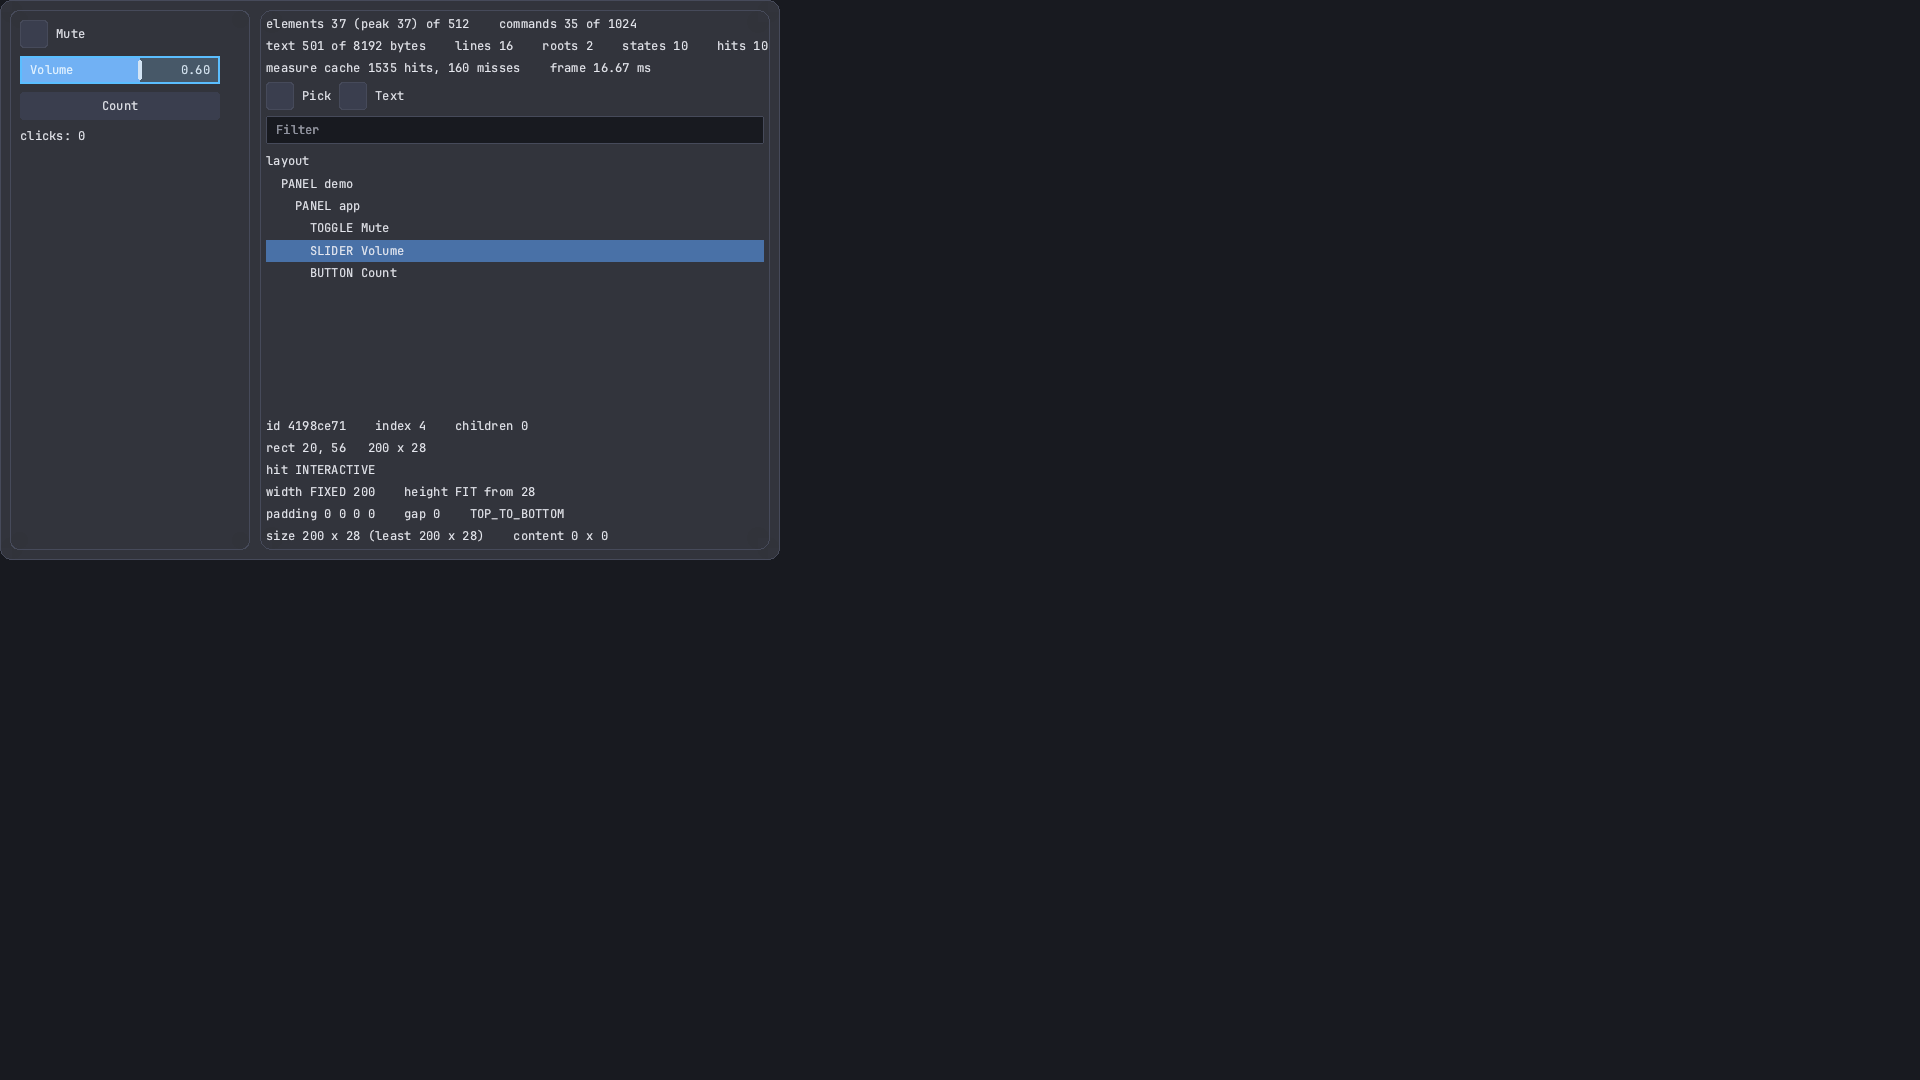 Mute
Volume 0.60
Count
clicks: 0
elements 37 (peak 37) of 512 commands 35 of 1024
text 501 of 8192 bytes lines 16 roots 2 states 10 hits 10
measure cache 1535 hits, 160 misses frame 16.67 ms
Pick Text
Filter
layout
PANEL demo
PANEL app
TOGGLE Mute
SLIDER Volume
BUTTON Count
id 4198ce71 index 4 children 0
rect 20, 56 200 x 28
hit INTERACTIVE
width FIXED 200 height FIT from 28
padding 0 0 0 0 gap 0 TOP_TO_BOTTOM
size 200 x 28 (least 200 x 28) content 0 x 0